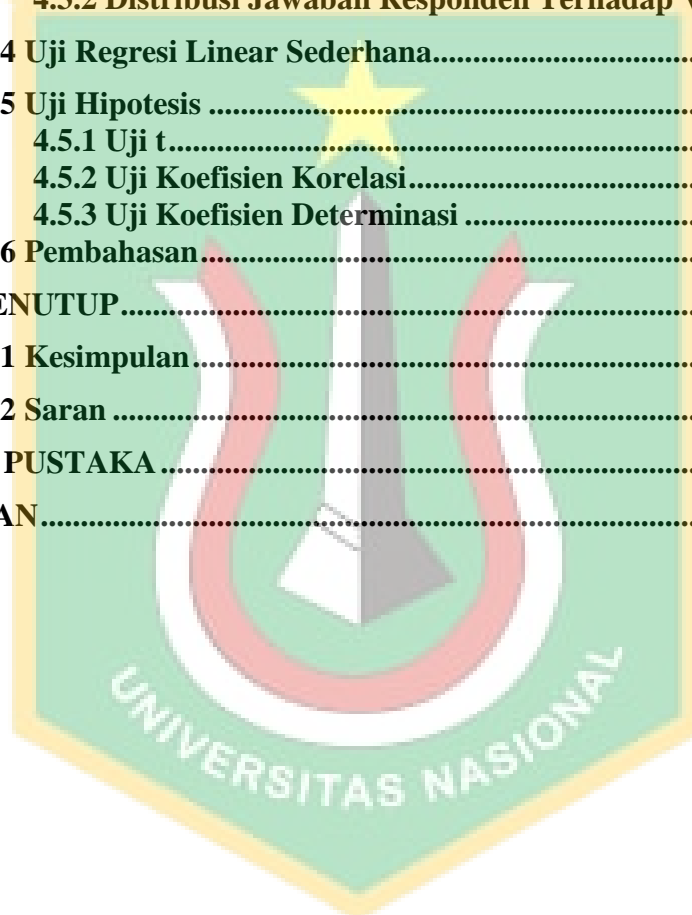 4.3.2 Distribusi Jawaban Responden Terhadap
4 Uji Regresi Linear Sederhana..............................
5 Uji Hipotesis .....................................................
4.5.1 Uji t..........................................................
4.5.2 Uji Koefisien Korelasi................................
4.5.3 Uji Koefisien Determinasi ..........................
6 Pembahasan......................................................
ENUTUP................................................................
1 Kesimpulan.......................................................
2 Saran .................................................................
PUSTAKA ............................................................
AN..........................................................................
UNIVERSITAS NASIONAL